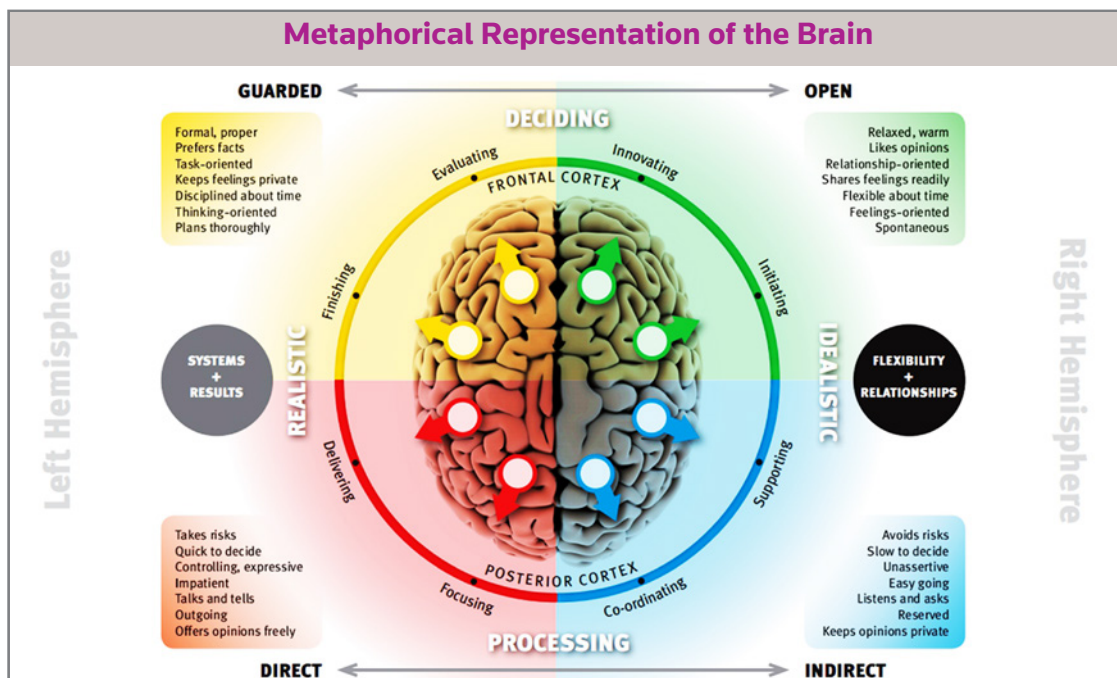 Metaphorical Representation of the Brain
GUARDED
OPEN
DECIDING
Formal, proper
Prefers facts
Task-oriented
Keeps feelings private
Disciplined about time
Thinking-oriented
Plans thoroughly
Relaxed, warm
Likes opinions
Relationship-oriented
Shares feelings readily
Flexible about time
Feelings-oriented
Spontaneous
Evaluating
Innovating
FRONTAL CORTEX
Finishing
Initiating
Left Hemisphere
SYSTEMS
+
RESULTS
REALISTIC
IDEALISTIC
FLEXIBILITY
+
RELATIONSHIPS
Right Hemisphere
Delivering
Supporting
POSTERIOR CORTEX
Focusing
Co-ordinating
Takes risks
Quick to decide
Controlling, expressive
Impatient
Talks and tells
Outgoing
Offers opinions freely
Avoids risks
Slow to decide
Unassertive
Easy going
Listens and asks
Reserved
Keeps opinions private
PROCESSING
DIRECT
INDIRECT